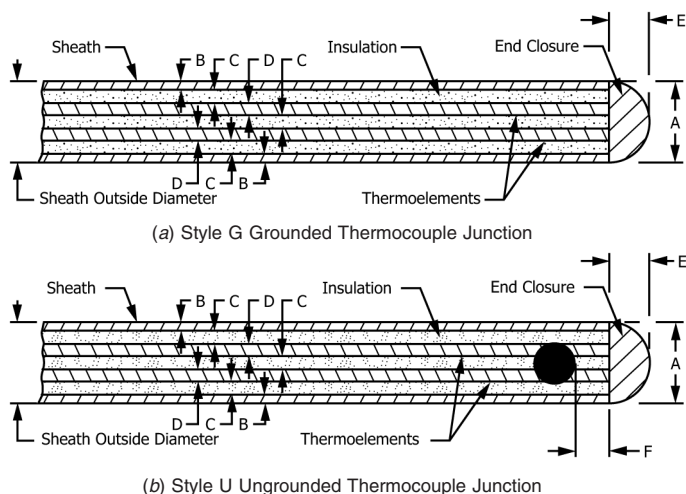 Sheath B C D C Insulation End Closure E
A
D C B
Sheath Outside Diameter Thermoelements
(a) Style G Grounded Thermocouple Junction
E
Sheath B C D C Insulation End Closure
A
D C B
Sheath Outside Diameter Thermoelements F
(b) Style U Ungrounded Thermocouple Junction